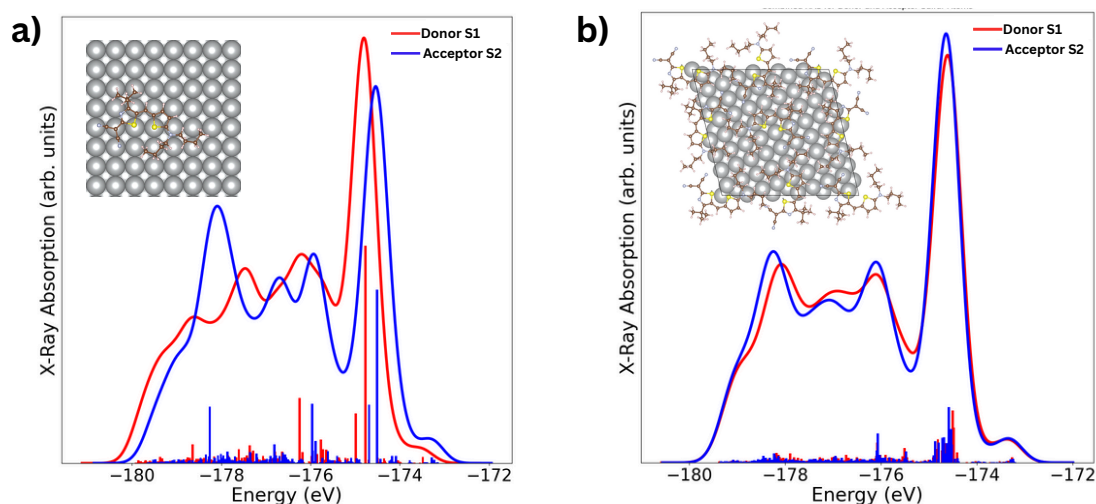 a)
Donor S1
Acceptor S2
X-Ray Absorption (arb. units)
−180
−178
−176
−174
−172
Energy (eV)
b)
Donor S1
Acceptor S2
X-Ray Absorption (arb. units)
−180
−178
−176
−174
−172
Energy (eV)